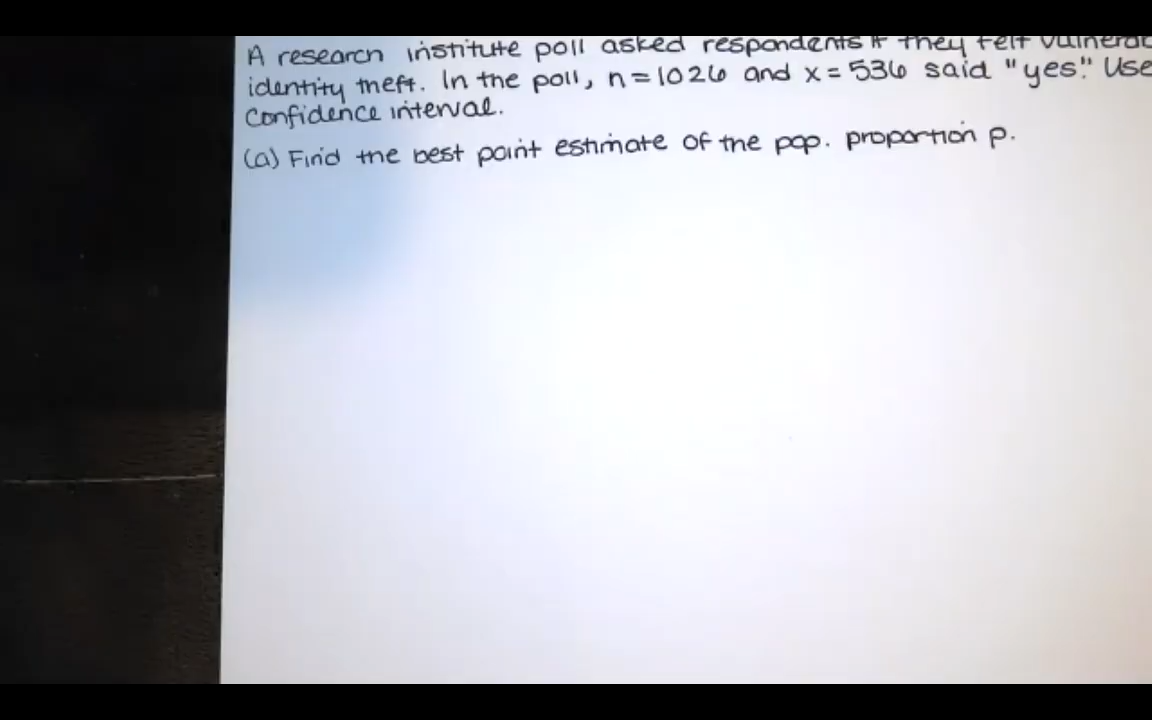 A research institute poll asked respondents if they felt
identity theft. In the poll, n = 1026 and x = 536 said "yes." Use
Confidence interval.
(a) Find the best point estimate of the pop. proportion p.